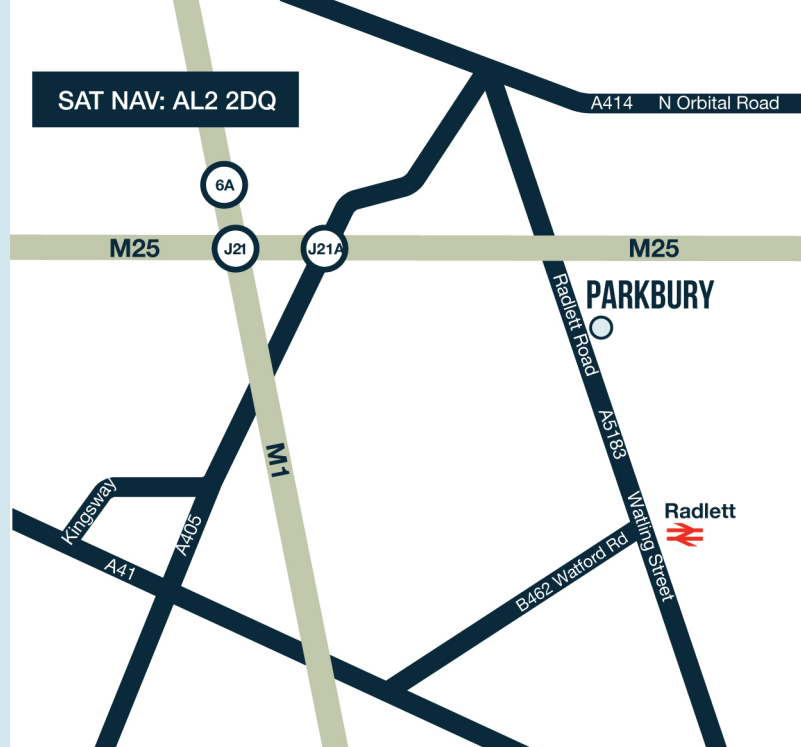 A414 N Orbital Road
SAT NAV: AL2 2DQ
6A
M25
J21
J21A
M25
Radlett Road
PARKBURY
A5183
M1
Kingsway
A405
A41
Watling Street
Radlett
B462 Watford Rd